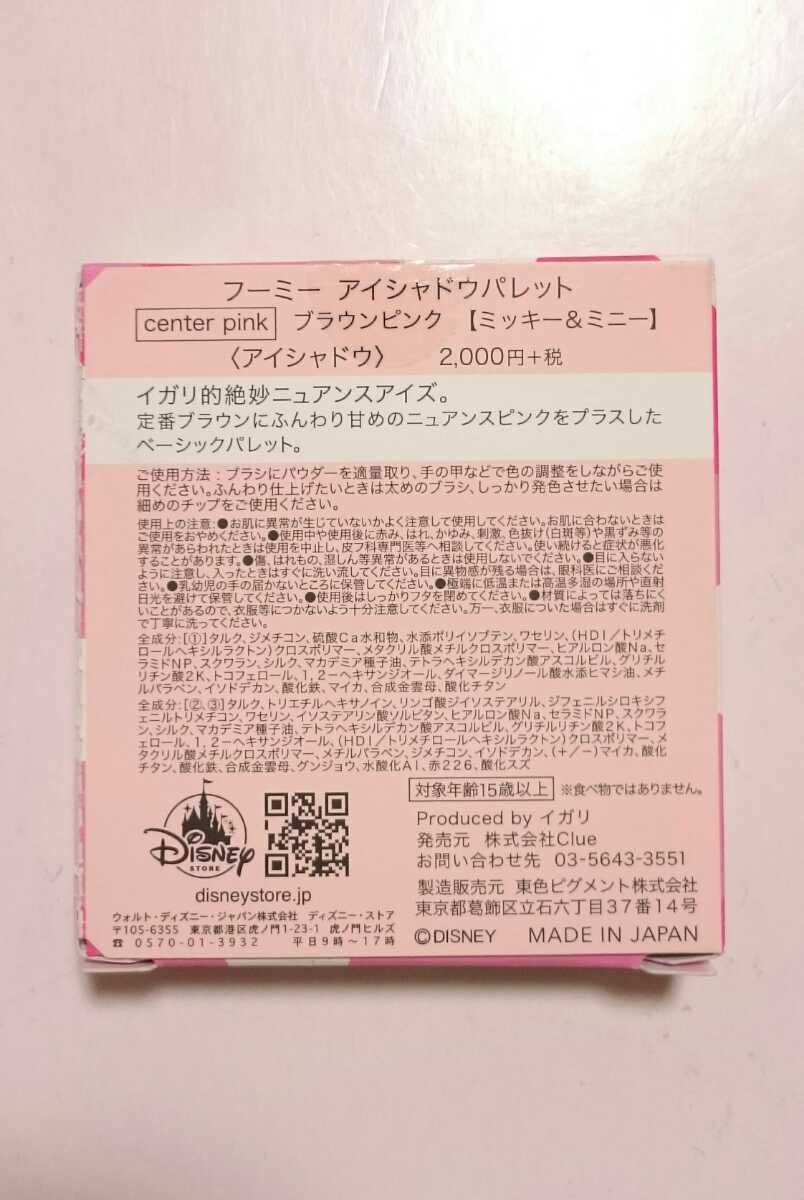 フーミー アイシャドウパレット
center pink ブラウンピンク 【ミッキー&ミニー】
〈アイシャドウ〉 2,000円+税
イガリ的絶妙ニュアンスアイズ。
定番ブラウンにふんわり甘めのニュアンスピンクをプラスした
ベーシックパレット。
ご使用方法:ブラシにパウダーを適量取り、手の甲などで色の調整をしながらご使
用ください。ふんわり仕上げたいときは太めのブラシ、しっかり発色させたい場合は
細めのチップをご使用ください。
使用上の注意:●お肌に異常が生じていないかよく注意して使用してください。お肌に合わないときは
ご使用をおやめください。●使用中や使用後に赤み、はれ、かゆみ、刺激、色抜け(白斑等)や黒ずみ等の
異常があらわれたときは使用を中止し、皮フ科専門医等へ相談してください。使い続けると症状が悪化
することがあります。●傷、はれもの、湿しん等異常があるときは使用しないでください。●目に入らない
ように注意し、入ったときはすぐに洗い流してください。目に異物感が残る場合は、眼科医にご相談くださ
い。●乳幼児の手の届かないところに保管してください。●極端に低温または高温多湿の場所や直射
日光を避けて保管してください。●使用後はしっかりフタを閉めてください。●材質によっては落ちにく
いことがあるので、衣服等につかないよう十分注意してください。万一、衣服についた場合はすぐに洗剤
で丁寧に洗ってください。
全成分:[①]タルク、ジメチコン、硫酸Ca水和物、水添ポリイソブテン、ワセリン、(HDI/トリメチ
ロールヘキシルラクトン)クロスポリマー、メタクリル酸メチルクロスポリマー、ヒアルロン酸Na、セ
ラミドNP、スクワラン、シルク、マカデミア種子油、テトラヘキシルデカン酸アスコルビル、グリチル
リチン酸2K、トコフェロール、1,2-ヘキサンジオール、ダイマージリノール酸水添ヒマシ油、メチ
ルパラベン、イソドデカン、酸化鉄、マイカ、合成金雲母、酸化チタン
全成分:[②、③]タルク、トリエチルヘキサノイン、リンゴ酸ジイソステアリル、ジフェニルシロキシフ
ェニルトリメチコン、ワセリン、イソステアリン酸ソルビタン、ヒアルロン酸Na、セラミドNP、スクワラ
ン、シルク、マカデミア種子油、テトラヘキシルデカン酸アスコルビル、グリチルリチン酸2K、トコフ
ェロール、1,2-ヘキサンジオール、(HDI/トリメチロールヘキシルラクトン)クロスポリマー、メ
タクリル酸メチルクロスポリマー、メチルパラベン、ジメチコン、イソドデカン、(+/-)マイカ、酸化
チタン、酸化鉄、合成金雲母、グンジョウ、水酸化Al、赤226、酸化スズ
対象年齢15歳以上 ※食べ物ではありません。
Produced by イガリ
発売元 株式会社Clue
お問い合わせ先 03-5643-3551
製造販売元 東色ピグメント株式会社
東京都葛飾区立石六丁目37番14号
©DISNEY MADE IN JAPAN
Disney
STORE
disneystore.jp
ウォルト・ディズニー・ジャパン株式会社 ディズニー・ストア
〒105-6355 東京都港区虎ノ門1-23-1 虎ノ門ヒルズ
☎ 0570-01-3932 平日9時〜17時